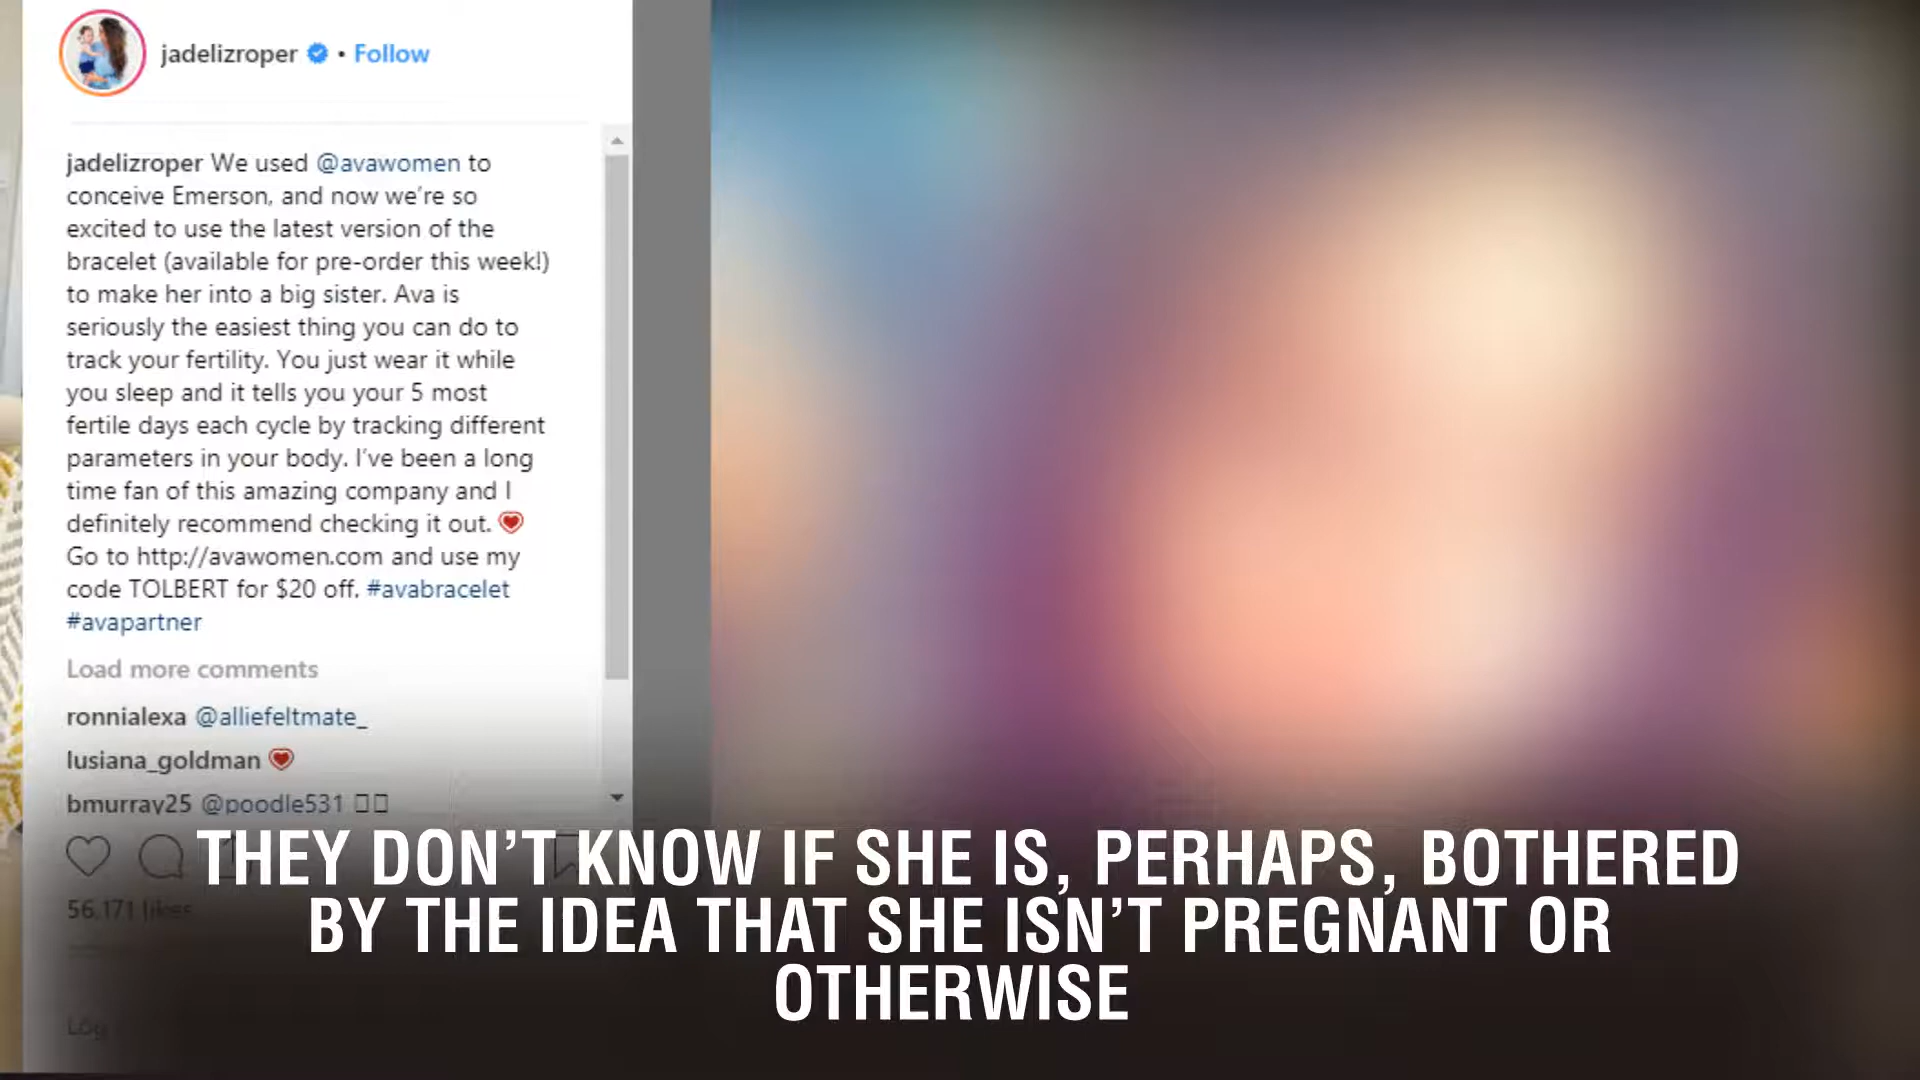 jadelizroper • Follow
jadelizroper We used @avawomen to
conceive Emerson, and now we're so
excited to use the latest version of the
bracelet (available for pre-order this week!)
to make her into a big sister. Ava is
seriously the easiest thing you can do to
track your fertility. You just wear it while
you sleep and it tells you your 5 most
fertile days each cycle by tracking different
parameters in your body. I've been a long
time fan of this amazing company and I
definitely recommend checking it out.
Go to http://avawomen.com and use my
code TOLBERT for $20 off. #avabracelet
#avapartner
Load more comments
ronnialexa @alliefeltmate_
lusiana_goldman
bmurray25 @poodle531
56,171 likes
Log
THEY DON'T KNOW IF SHE IS, PERHAPS, BOTHERED
BY THE IDEA THAT SHE ISN'T PREGNANT OR
OTHERWISE